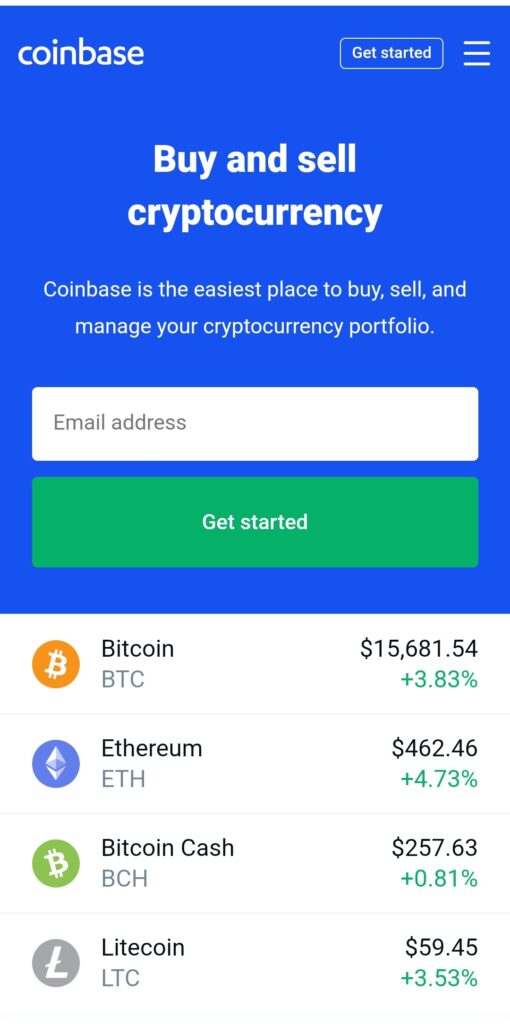 coinbase
Get started
Buy and sell
cryptocurrency
Coinbase is the easiest place to buy, sell, and
manage your cryptocurrency portfolio.
Email address
Get started
Bitcoin $15,681.54
BTC +3.83%
Ethereum $462.46
ETH +4.73%
Bitcoin Cash $257.63
BCH +0.81%
Litecoin $59.45
LTC +3.53%